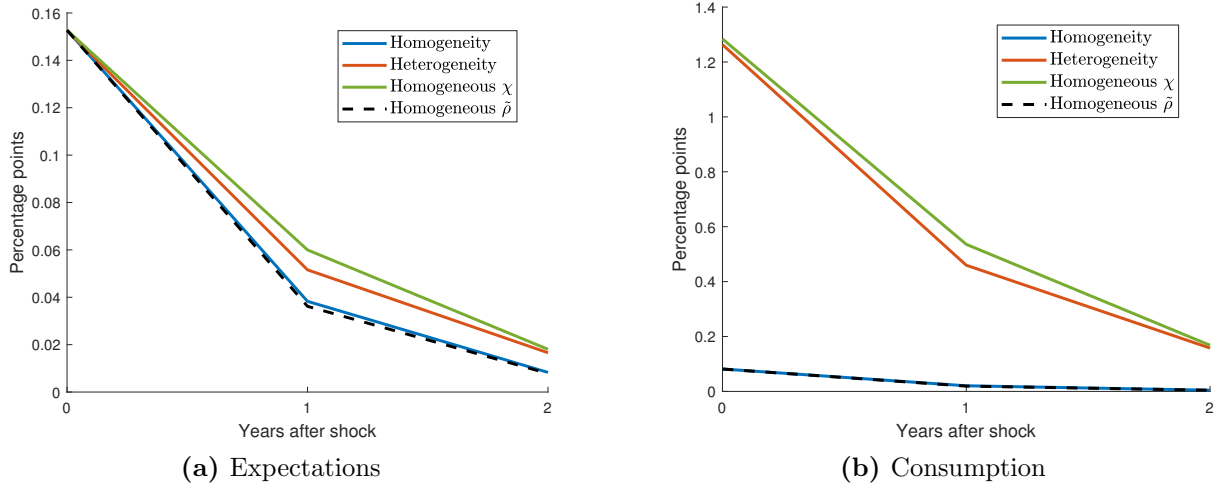 0.16
0.14
0.12
0.1
0.08
0.06
0.04
0.02
0
Percentage points
Homogeneity
Heterogeneity
Homogeneous χ
Homogeneous ρ̃
0 1 2
Years after shock
(a) Expectations
1.4
1.2
1
0.8
0.6
0.4
0.2
0
Percentage points
Homogeneity
Heterogeneity
Homogeneous χ
Homogeneous ρ̃
0 1 2
Years after shock
(b) Consumption